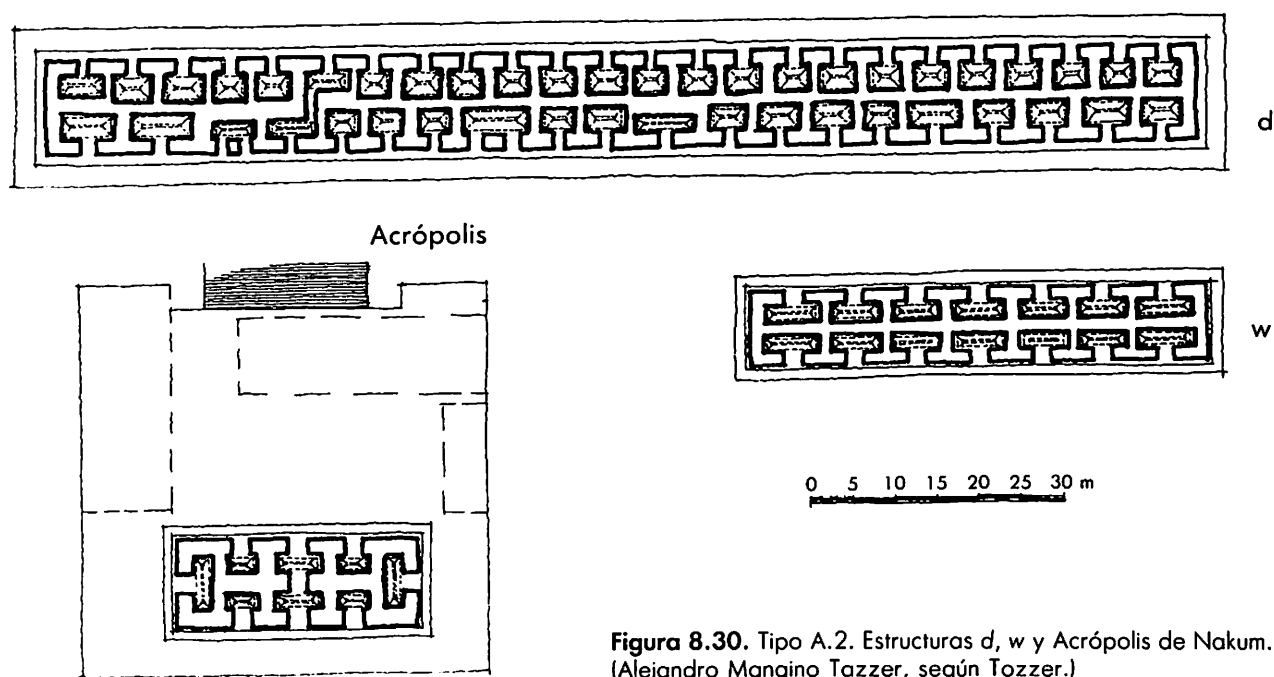 d
Acrópolis
w
0 5 10 15 20 25 30 m
Figura 8.30. Tipo A.2. Estructuras d, w y Acrópolis de Nakum.
(Alejandro Mangino Tazzer, según Tozzer.)